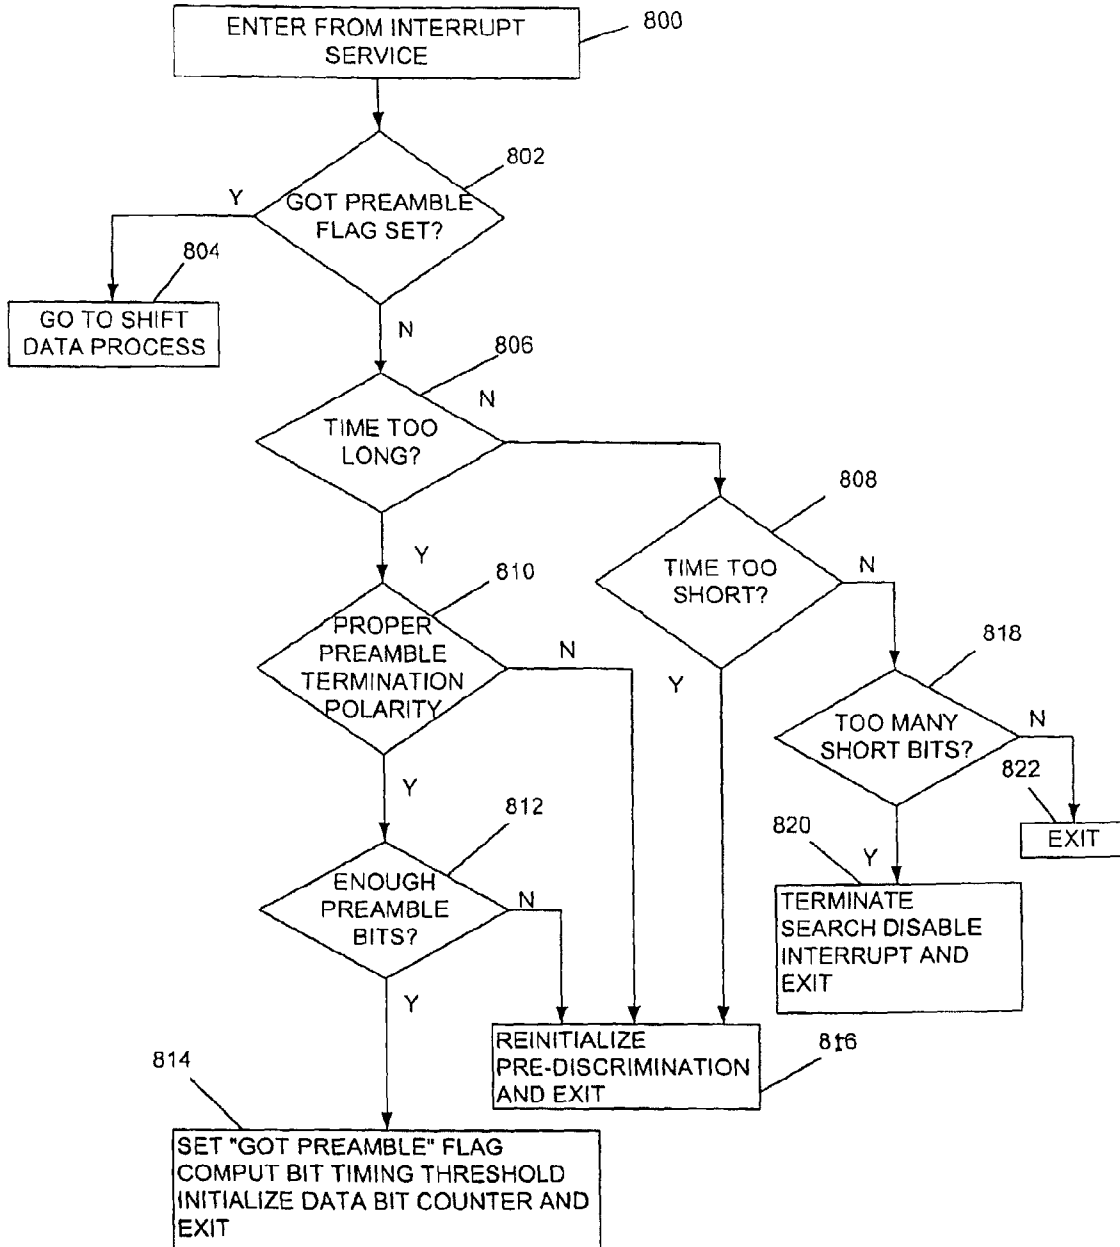 ENTER FROM INTERRUPT
SERVICE
800
802
GOT PREAMBLE
FLAG SET?
Y
804
GO TO SHIFT
DATA PROCESS
N
806
TIME TOO
LONG?
N
808
TIME TOO
SHORT?
N
Y
810
PROPER
PREAMBLE
TERMINATION
POLARITY
N
Y
818
TOO MANY
SHORT BITS?
N
822
EXIT
Y
812
ENOUGH
PREAMBLE
BITS?
N
820
Y
TERMINATE
SEARCH DISABLE
INTERRUPT AND
EXIT
Y
REINITIALIZE
PRE-DISCRIMINATION
AND EXIT
816
814
SET "GOT PREAMBLE" FLAG
COMPUT BIT TIMING THRESHOLD
INITIALIZE DATA BIT COUNTER AND
EXIT